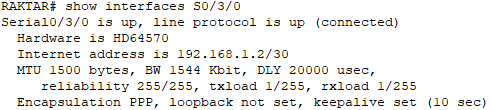 RAKTAR# show interfaces S0/3/0
Serial0/3/0 is up, line protocol is up (connected)
Hardware is HD64570
Internet address is 192.168.1.2/30
MTU 1500 bytes, BW 1544 Kbit, DLY 20000 usec,
reliability 255/255, txload 1/255, rxload 1/255
Encapsulation PPP, loopback not set, keepalive set (10 sec)